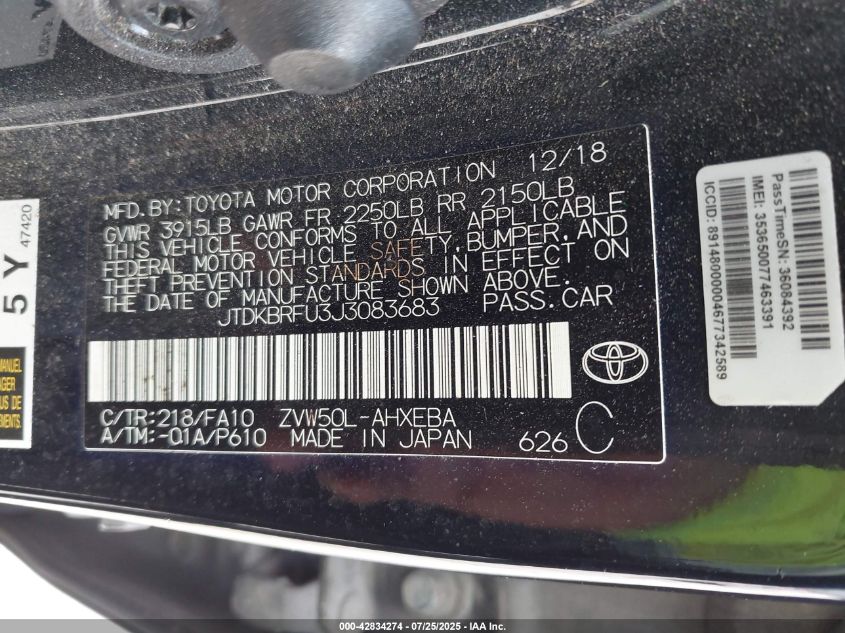 MFD. BY: TOYOTA MOTOR CORPORATION 12/18
GVWR 3915LB GAWR FR 2250LB RR 2150LB
THIS VEHICLE CONFORMS TO ALL APPLICABLE
FEDERAL MOTOR VEHICLE SAFETY, BUMPER, AND
THEFT PREVENTION STANDARDS IN EFFECT ON
THE DATE OF MANUFACTURE SHOWN ABOVE.
JTDKBRFU3J3083683 PASS.CAR
C/TR:218/FA10 ZVW50L-AHXEBA
A/TM:-01A/P610 MADE IN JAPAN 626 C
PassTimeSN: 36084392
IMEI: 353650077463391
ICCID: 89148000004677342589
5 Y
47420
MANUEL
000-42834274 | 07/25/2025 | IAA Inc.